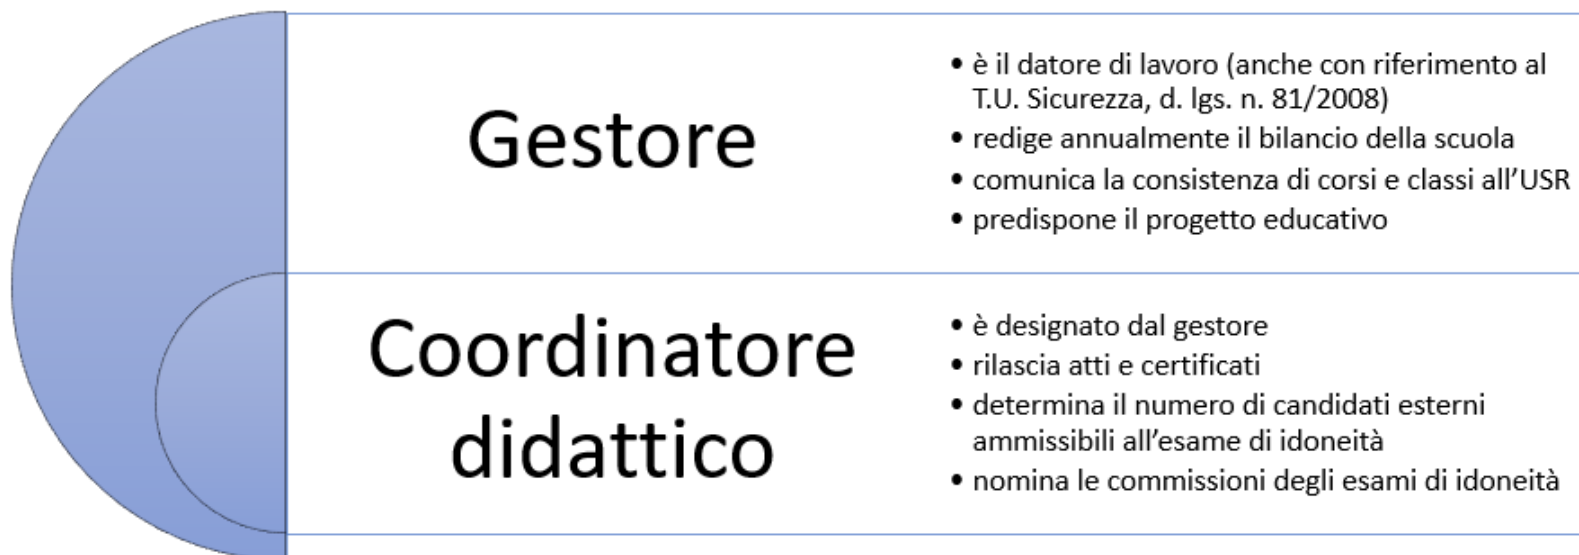 Gestore
• è il datore di lavoro (anche con riferimento al
T.U. Sicurezza, d. lgs. n. 81/2008)
• redige annualmente il bilancio della scuola
• comunica la consistenza di corsi e classi all’USR
• predispone il progetto educativo
Coordinatore
didattico
• è designato dal gestore
• rilascia atti e certificati
• determina il numero di candidati esterni
ammissibili all’esame di idoneità
• nomina le commissioni degli esami di idoneità